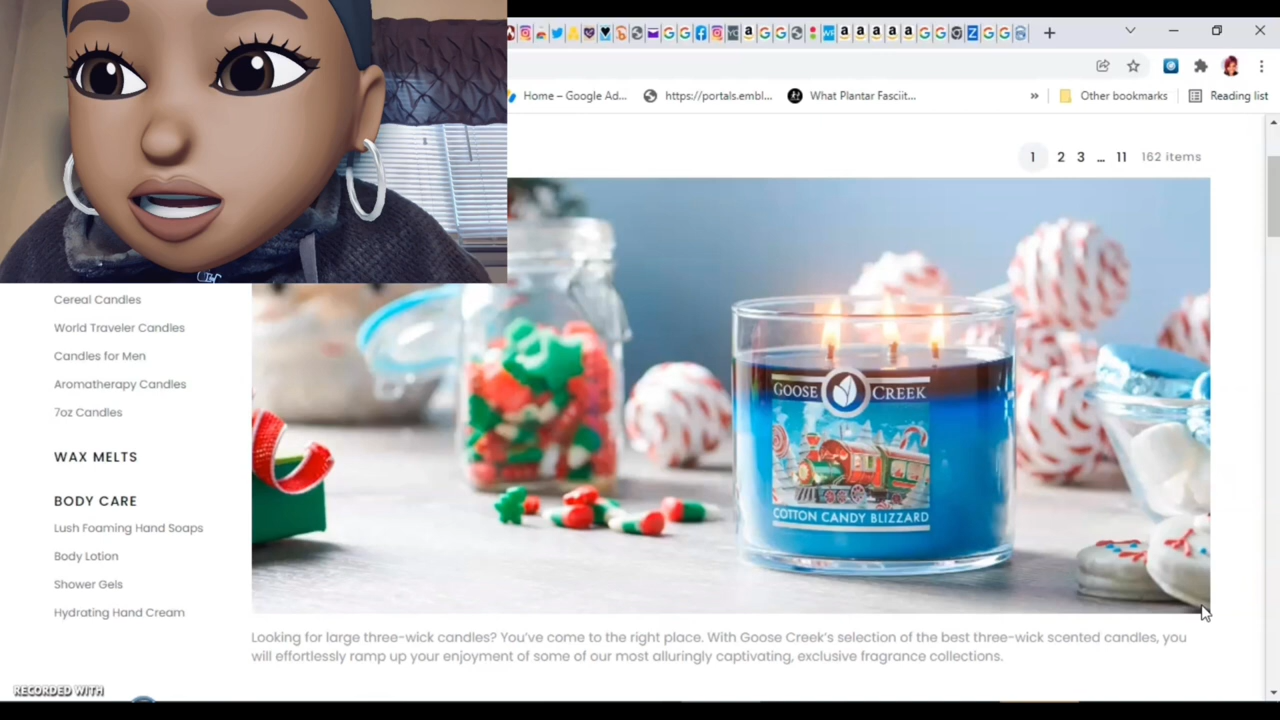 Home – Google Ad...
https://portals.embl...
What Plantar Fasciit...
»
Other bookmarks
Reading list
1 2 3 ... 11 162 items
Cereal Candles
World Traveler Candles
Candles for Men
Aromatherapy Candles
7oz Candles
WAX MELTS
BODY CARE
Lush Foaming Hand Soaps
Body Lotion
Shower Gels
Hydrating Hand Cream
GOOSE CREEK
COTTON CANDY BLIZZARD
Looking for large three-wick candles? You've come to the right place. With Goose Creek's selection of the best three-wick scented candles, you
will effortlessly ramp up your enjoyment of some of our most alluringly captivating, exclusive fragrance collections.
RECORDED WITH